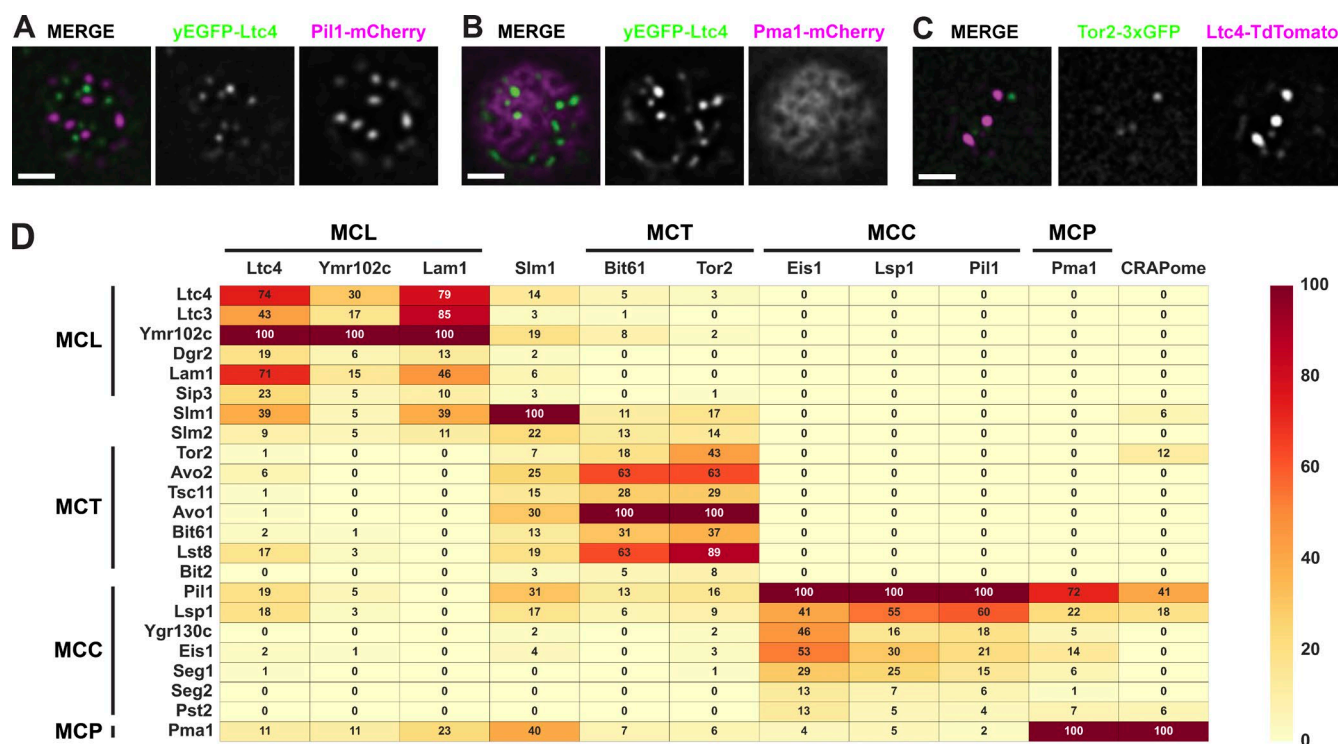 A MERGE yEGFP-Ltc4 Pil1-mCherry B MERGE yEGFP-Ltc4 Pma1-mCherry C MERGE Tor2-3xGFP Ltc4-TdTomato
D MCL MCT MCC MCP
Ltc4 Ymr102c Lam1 Slm1 Bit61 Tor2 Eis1 Lsp1 Pil1 Pma1 CRAPome
MCL
Ltc4 74 30 79 14 5 3 0 0 0 0 0
Ltc3 43 17 85 3 1 0 0 0 0 0 0
Ymr102c 100 100 100 19 8 2 0 0 0 0 0
Dgr2 19 6 13 2 0 0 0 0 0 0 0
Lam1 71 15 46 6 0 0 0 0 0 0 0
Sip3 23 5 10 3 0 1 0 0 0 0 0
Slm1 39 5 39 100 11 17 0 0 0 0 6
Slm2 9 5 11 22 13 14 0 0 0 0 0
MCT
Tor2 1 0 0 7 18 43 0 0 0 0 12
Avo2 6 0 0 25 63 63 0 0 0 0 0
Tsc11 1 0 0 15 28 29 0 0 0 0 0
Avo1 1 0 0 30 100 100 0 0 0 0 0
Bit61 2 1 0 13 31 37 0 0 0 0 0
Lst8 17 3 0 19 63 89 0 0 0 0 0
Bit2 0 0 0 3 5 8 0 0 0 0 0
MCC
Pil1 19 5 0 31 13 16 100 100 100 72 41
Lsp1 18 3 0 17 6 9 41 55 60 22 18
Ygr130c 0 0 0 2 0 2 46 16 18 5 0
Eis1 2 1 0 4 0 3 53 30 21 14 0
Seg1 1 0 0 0 0 1 29 25 15 6 0
Seg2 0 0 0 0 0 0 13 7 6 1 0
Pst2 0 0 0 0 0 0 13 5 4 7 6
MCP
Pma1 11 11 23 40 7 6 4 5 2 100 100
100
80
60
40
20
0